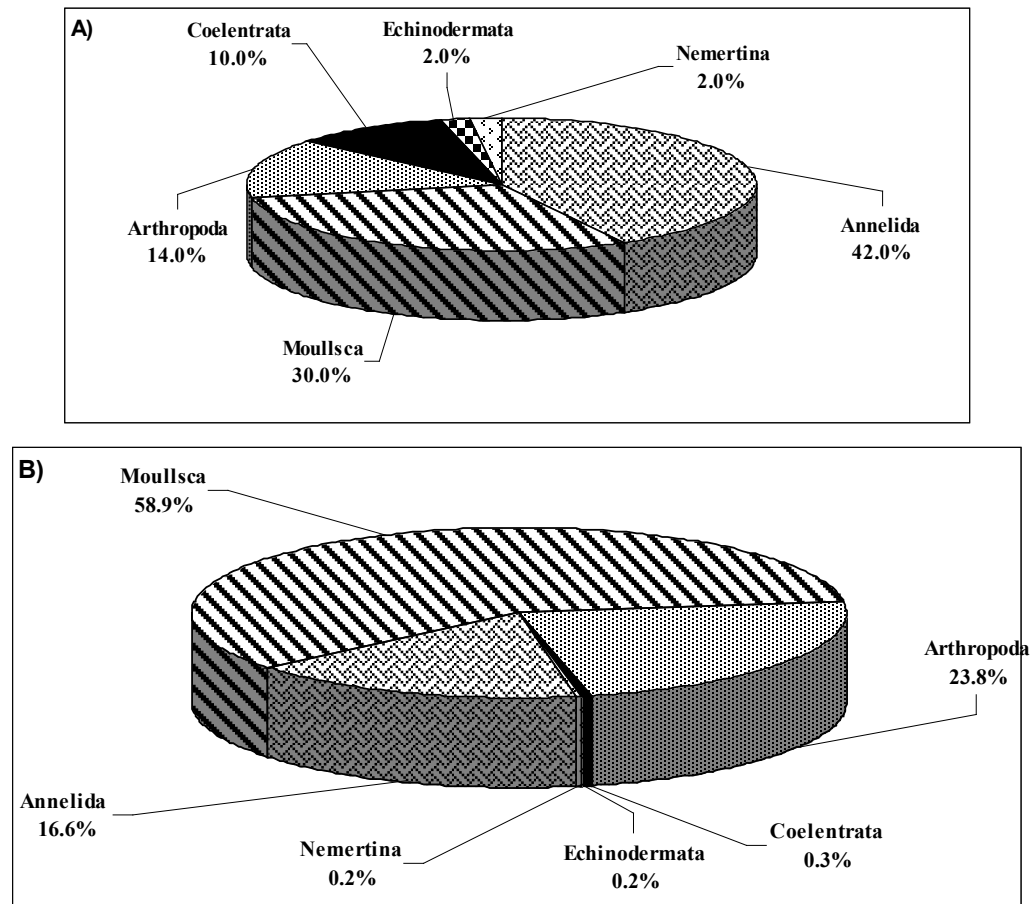 A)
Coelentrata
10.0%
Echinodermata
2.0%
Nemertina
2.0%
Annelida
42.0%
Arthropoda
14.0%
Moullsca
30.0%
B)
Moullsca
58.9%
Arthropoda
23.8%
Annelida
16.6%
Nemertina
0.2%
Echinodermata
0.2%
Coelentrata
0.3%